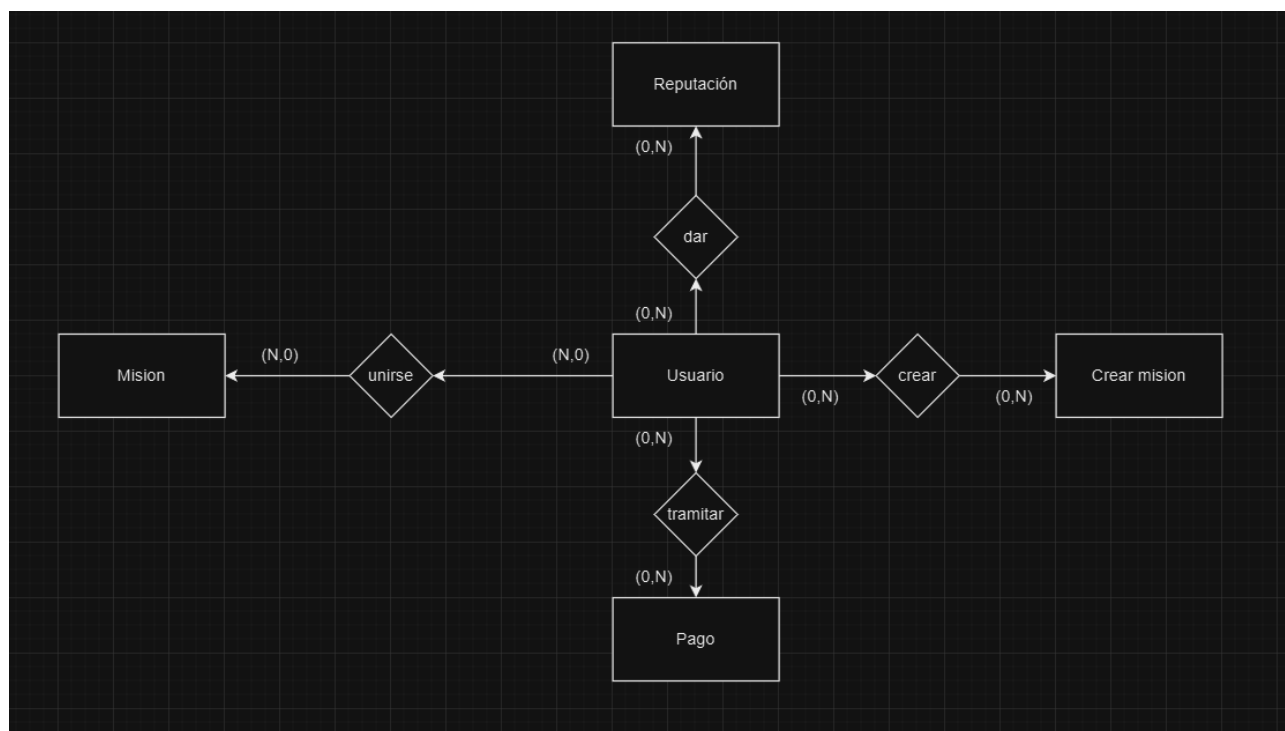 Reputación
(0,N)
dar
(0,N)
Mision
(N,0)
unirse
(N,0)
Usuario
(0,N)
crear
(0,N)
Crear mision
(0,N)
tramitar
(0,N)
Pago